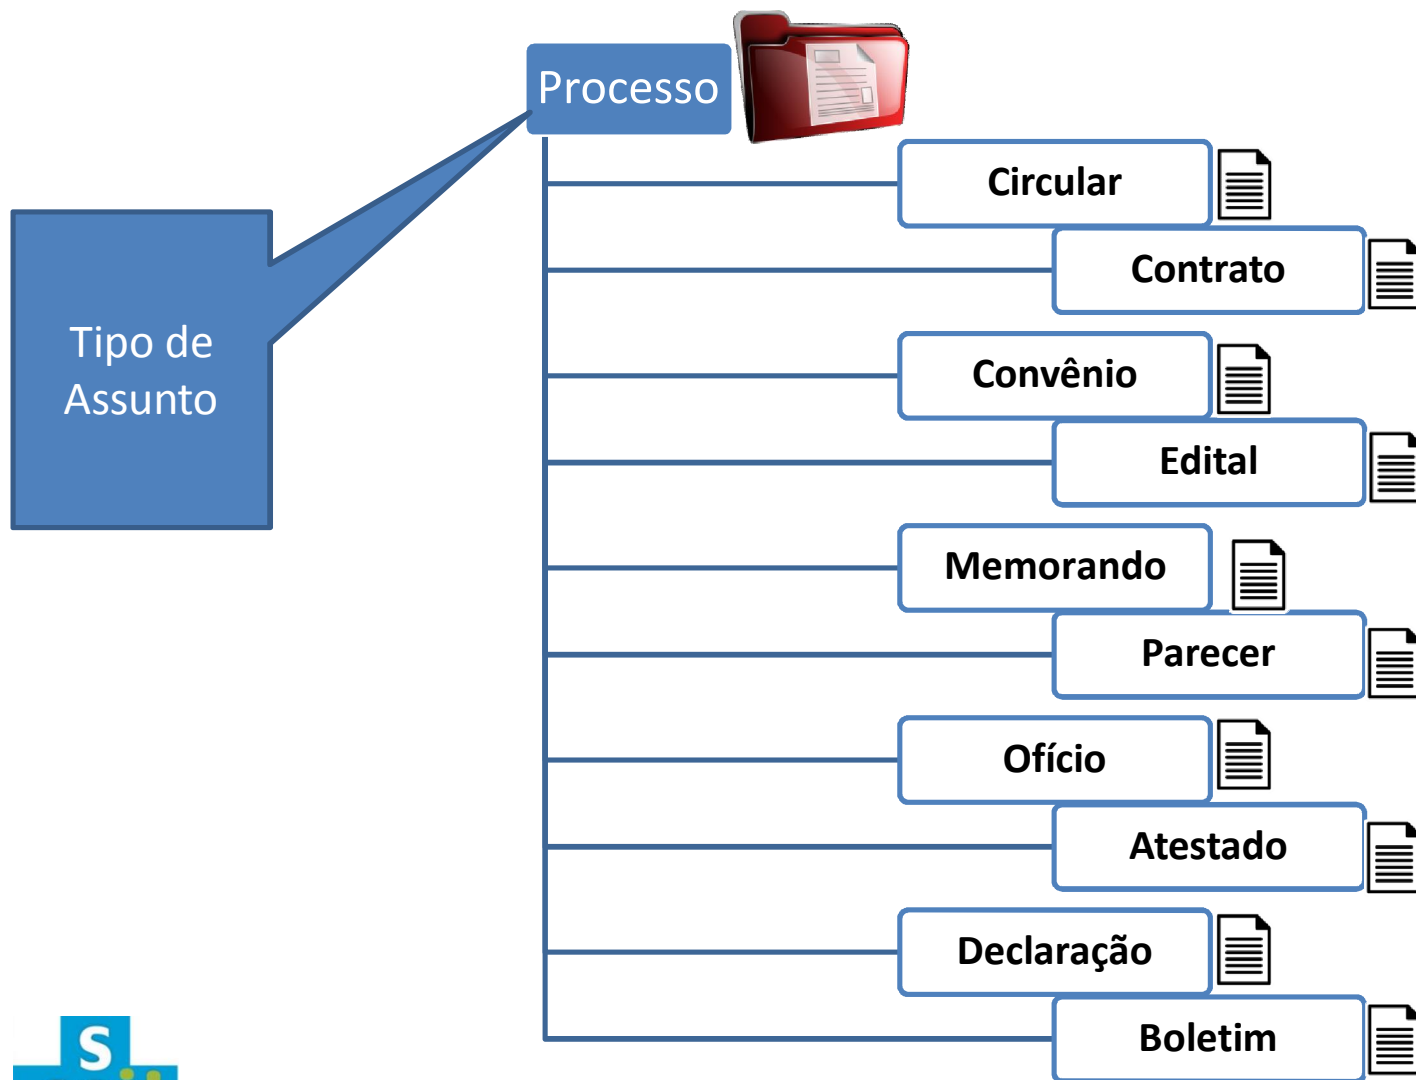 Processo
Circular
Contrato
Tipo de
Assunto
Convênio
Edital
Memorando
Parecer
Ofício
Atestado
Declaração
Boletim
S